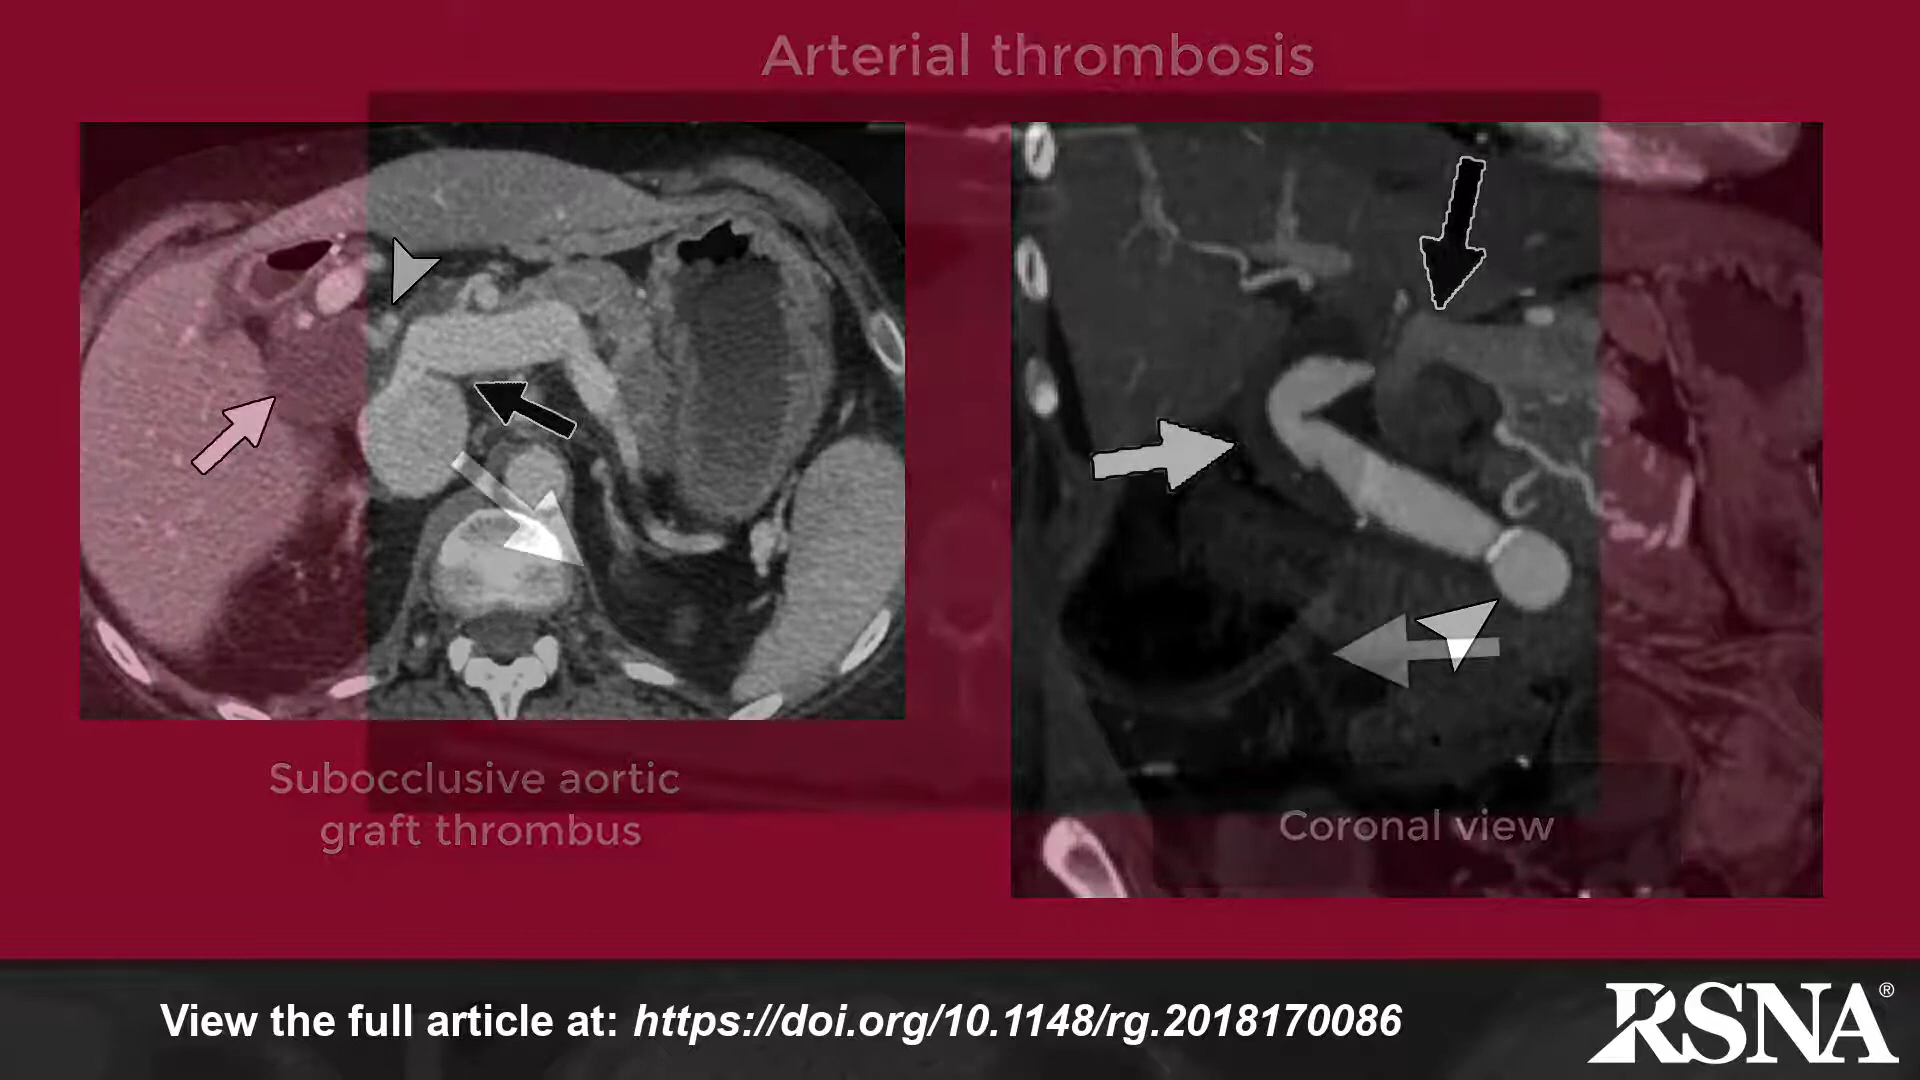 Arterial thrombosis
Subocclusive aortic
graft thrombus
Coronal view
View the full article at: https://doi.org/10.1148/rg.2018170086
RSNA®